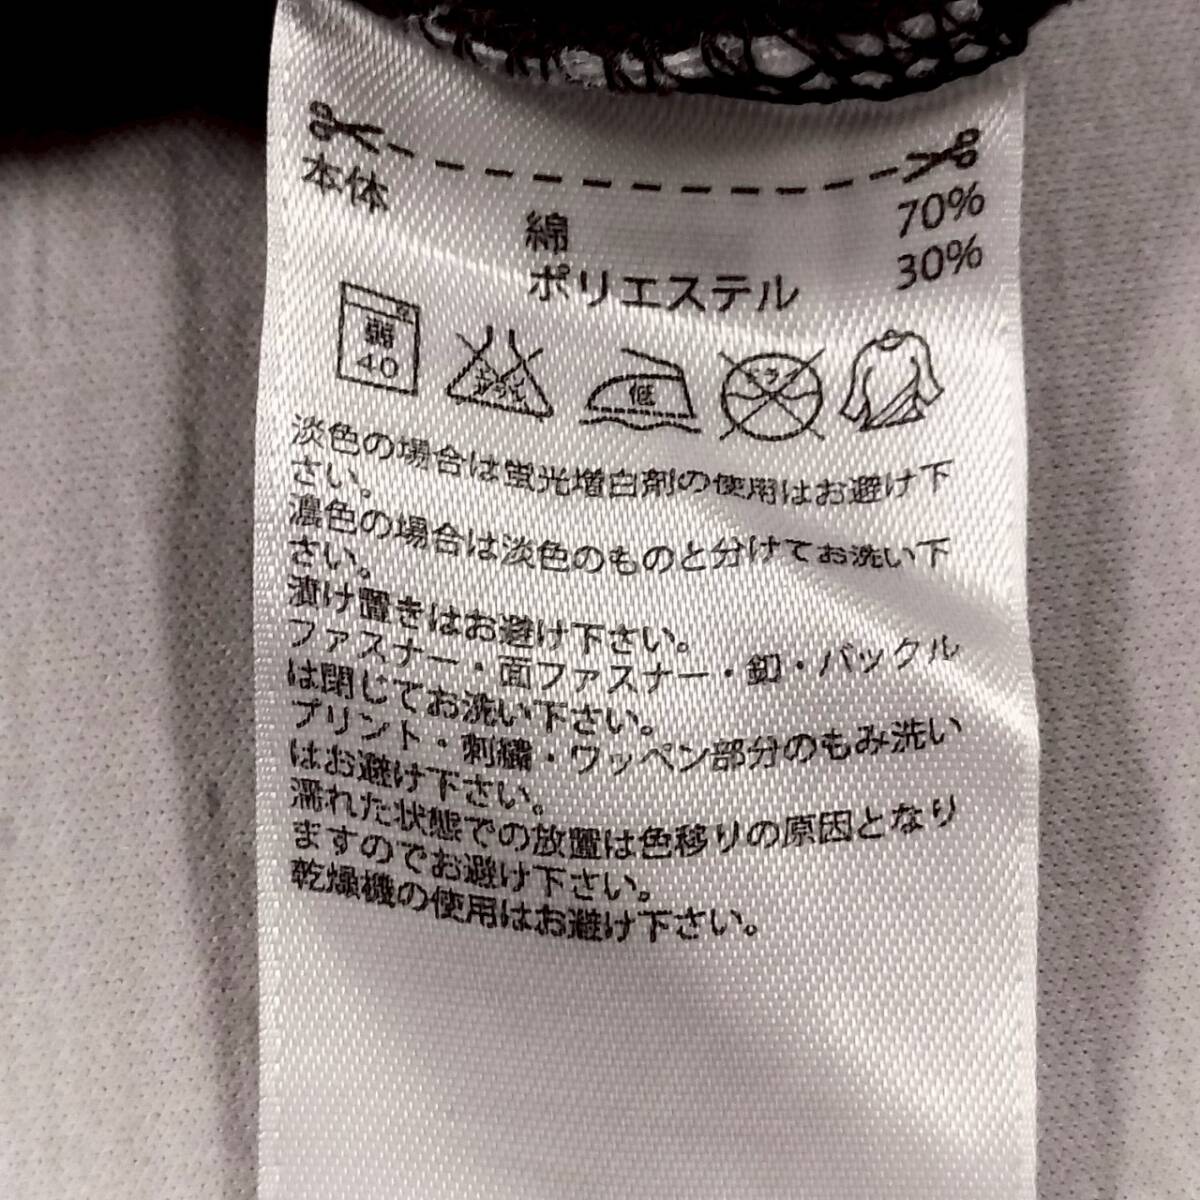 本体
綿 70%
ポリエステル 30%
弱 40 低 ドライ
淡色の場合は蛍光増白剤の使用はお避け下
さい。
濃色の場合は淡色のものと分けてお洗い下
さい。
漬け置きはお避け下さい。
ファスナー・面ファスナー・釦・バックル
は閉じてお洗い下さい。
プリント・刺繍・ワッペン部分のもみ洗い
はお避け下さい。
濡れた状態での放置は色移りの原因となり
ますのでお避け下さい。
乾燥機の使用はお避け下さい。